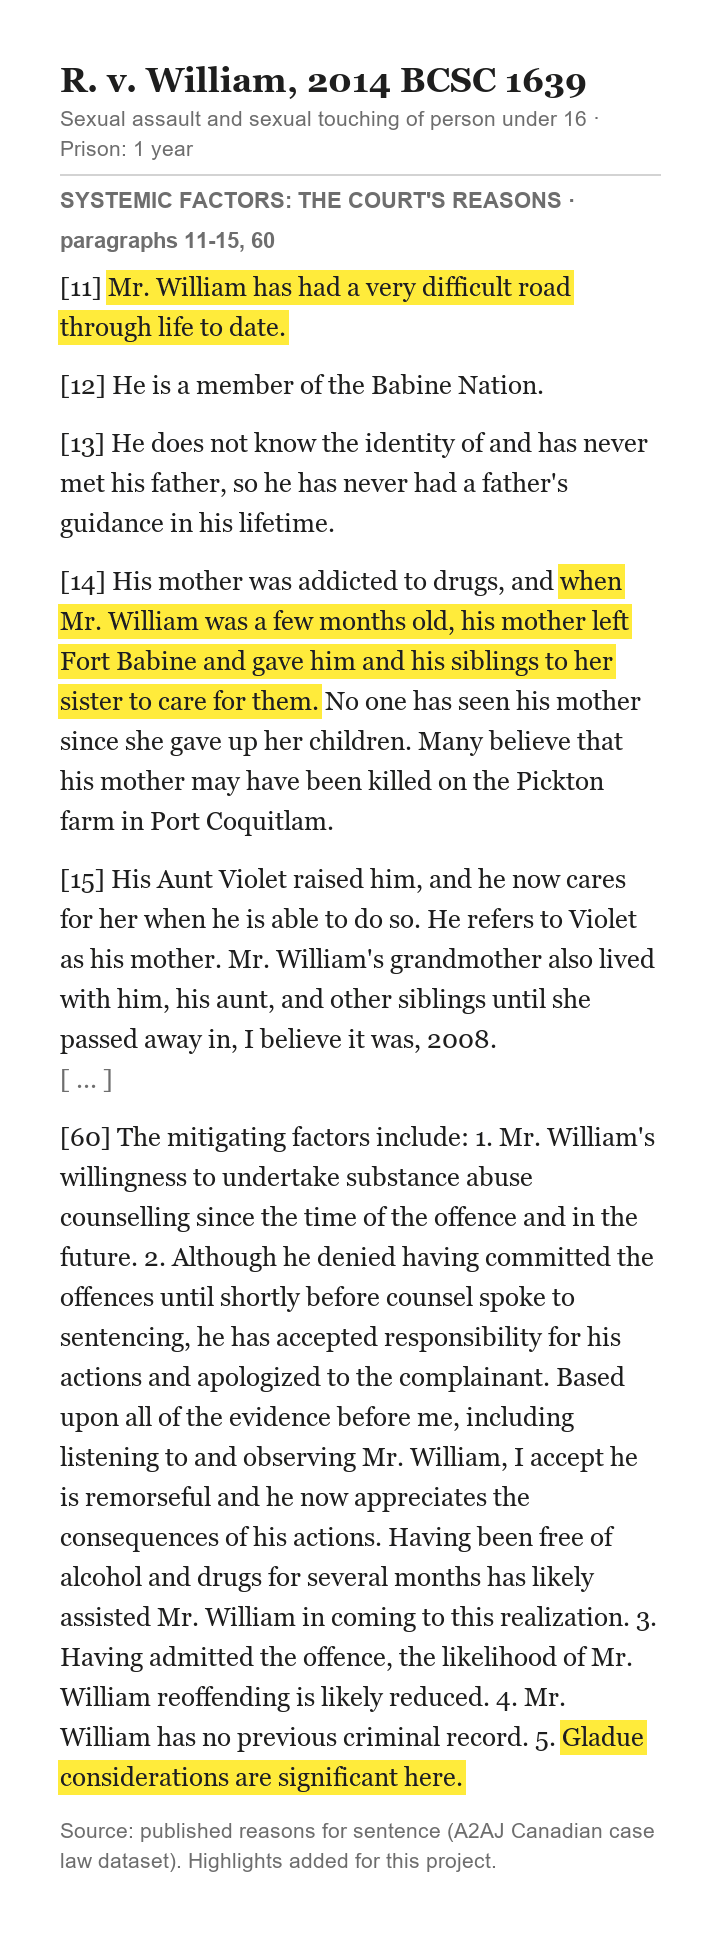 R. v. William, 2014 BCSC 1639
Sexual assault and sexual touching of person under 16 ·
Prison: 1 year
SYSTEMIC FACTORS: THE COURT'S REASONS ·
paragraphs 11-15, 60
[11] Mr. William has had a very difficult road
through life to date.
[12] He is a member of the Babine Nation.
[13] He does not know the identity of and has never
met his father, so he has never had a father's
guidance in his lifetime.
[14] His mother was addicted to drugs, and when
Mr. William was a few months old, his mother left
Fort Babine and gave him and his siblings to her
sister to care for them. No one has seen his mother
since she gave up her children. Many believe that
his mother may have been killed on the Pickton
farm in Port Coquitlam.
[15] His Aunt Violet raised him, and he now cares
for her when he is able to do so. He refers to Violet
as his mother. Mr. William's grandmother also lived
with him, his aunt, and other siblings until she
passed away in, I believe it was, 2008.
[ ... ]
[60] The mitigating factors include: 1. Mr. William's
willingness to undertake substance abuse
counselling since the time of the offence and in the
future. 2. Although he denied having committed the
offences until shortly before counsel spoke to
sentencing, he has accepted responsibility for his
actions and apologized to the complainant. Based
upon all of the evidence before me, including
listening to and observing Mr. William, I accept he
is remorseful and he now appreciates the
consequences of his actions. Having been free of
alcohol and drugs for several months has likely
assisted Mr. William in coming to this realization. 3.
Having admitted the offence, the likelihood of Mr.
William reoffending is likely reduced. 4. Mr.
William has no previous criminal record. 5. Gladue
considerations are significant here.
Source: published reasons for sentence (A2AJ Canadian case
law dataset). Highlights added for this project.